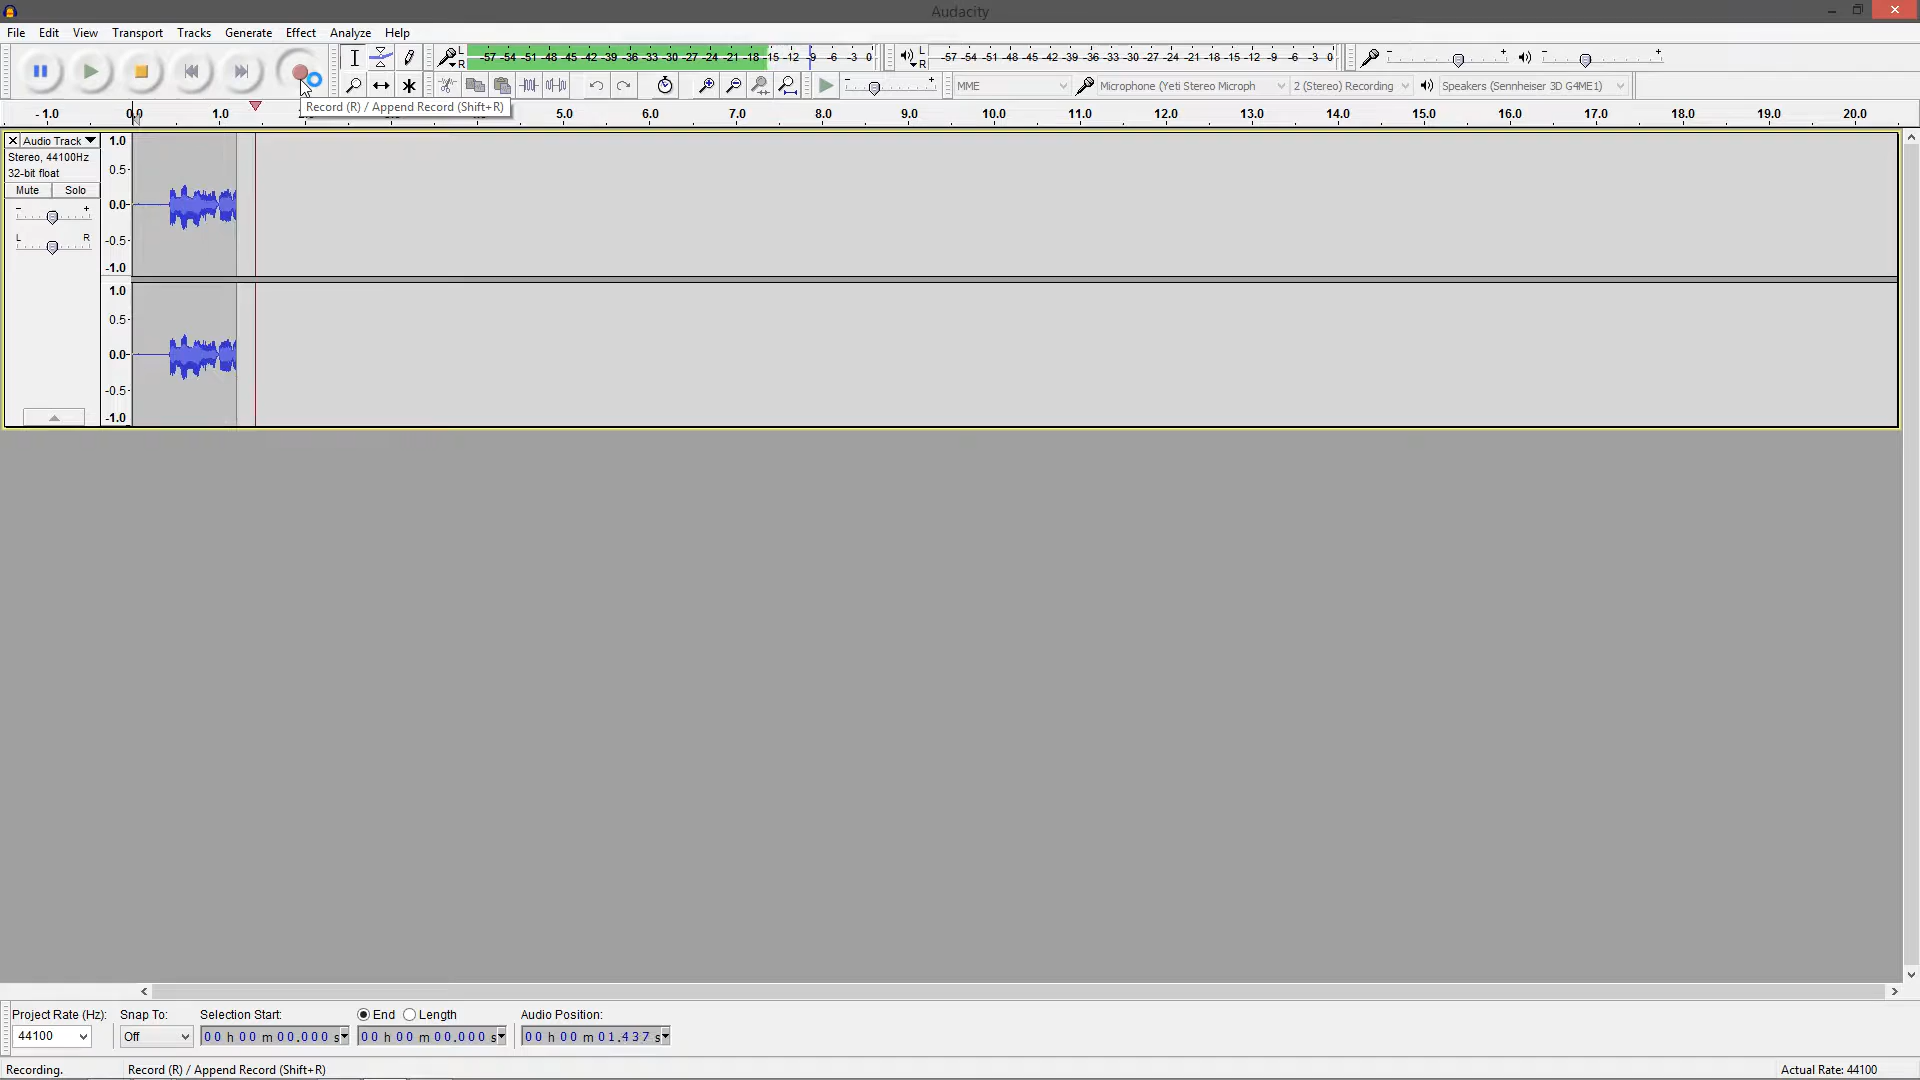 Audacity
File Edit View Transport Tracks Generate Effect Analyze Help
L R -57 -54 -51 -48 -45 -42 -39 -36 -33 -30 -27 -24 -21 -18 -15 -12 -9 -6 -3 0 L R -57 -54 -51 -48 -45 -42 -39 -36 -33 -30 -27 -24 -21 -18 -15 -12 -9 -6 -3 0 - + - +
- + MME Microphone (Yeti Stereo Microph 2 (Stereo) Recording Speakers (Sennheiser 3D G4ME1)
Record (R) / Append Record (Shift+R)
- 1.0 0.0 1.0 5.0 6.0 7.0 8.0 9.0 10.0 11.0 12.0 13.0 14.0 15.0 16.0 17.0 18.0 19.0 20.0
Audio Track 1.0
Stereo, 44100Hz
32-bit float 0.5
Mute Solo
- + 0.0
L R -0.5
-1.0
1.0
0.5
0.0
-0.5
-1.0
Project Rate (Hz): Snap To: Selection Start: End Length Audio Position:
44100 Off 00 h 00 m 00.000 s 00 h 00 m 00.000 s 00 h 00 m 01.437 s
Recording. Record (R) / Append Record (Shift+R) Actual Rate: 44100